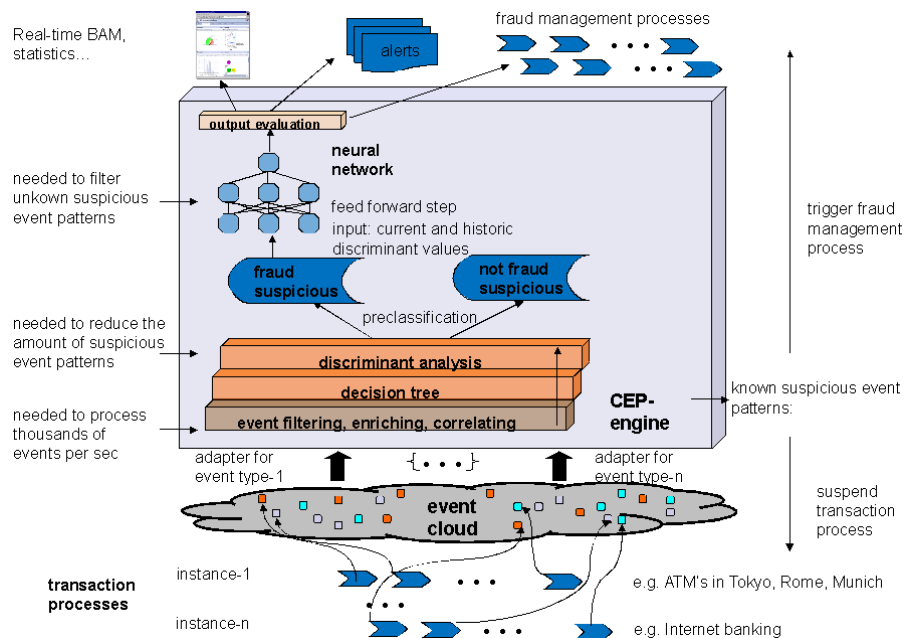 fraud management processes
Real-time BAM,
statistics...
alerts
output evaluation
neural
network
needed to filter
unkown suspicious
event patterns
feed forward step
input: current and historic
discriminant values
trigger fraud
management
process
fraud
suspicious
not fraud
suspicious
preclassification
needed to reduce the
amount of suspicious
event patterns
discriminant analysis
decision tree
event filtering, enriching, correlating
CEP-
engine
known suspicious event
patterns:
needed to process
thousands of
events per sec
adapter for
event type-1
{ • • • }
adapter for
event type-n
event
cloud
suspend
transaction
process
transaction
processes
instance-1
e.g. ATM's in Tokyo, Rome, Munich
instance-n
e.g. Internet banking